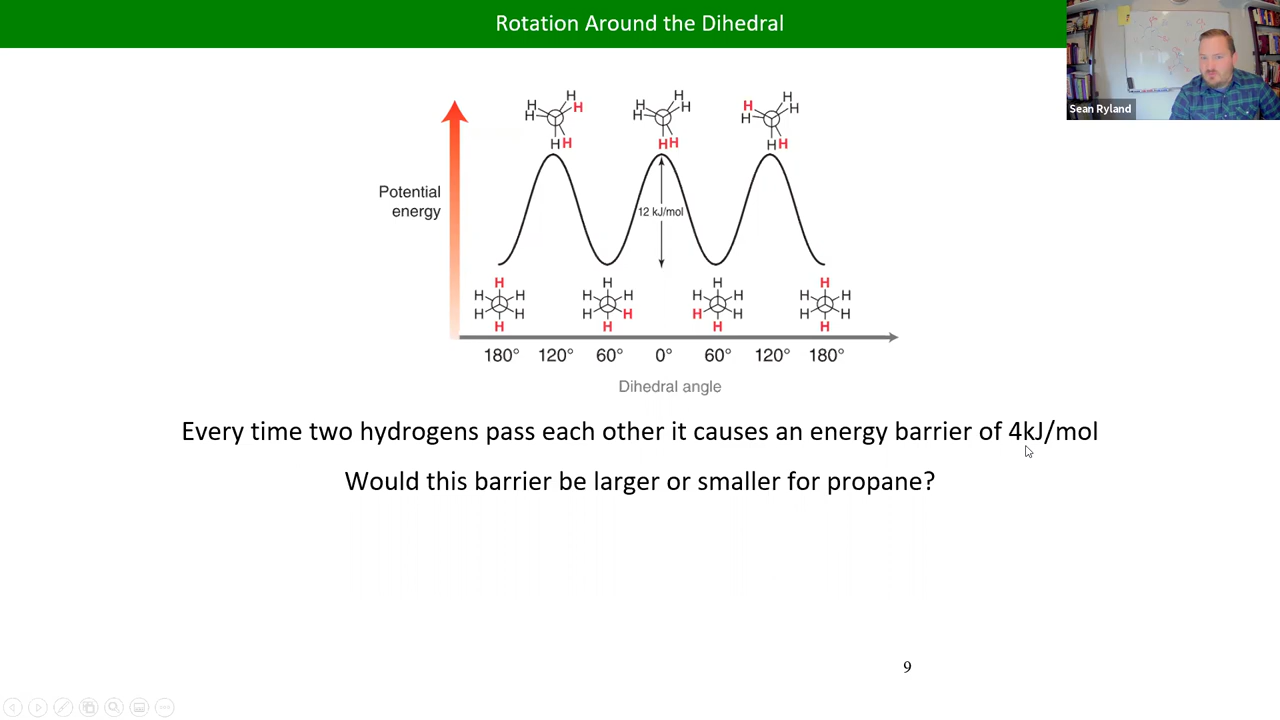 Rotation Around the Dihedral
Sean Ryland
H H H
H H H
H H H
H H H
H H H
H H H
H H H H
H H H
Potential
energy
12 kJ/mol
H H H H
H H H H H H H H
H H H H H H H H
H H H H
180° 120° 60° 0° 60° 120° 180°
Dihedral angle
Every time two hydrogens pass each other it causes an energy barrier of 4kJ/mol
Would this barrier be larger or smaller for propane?
9